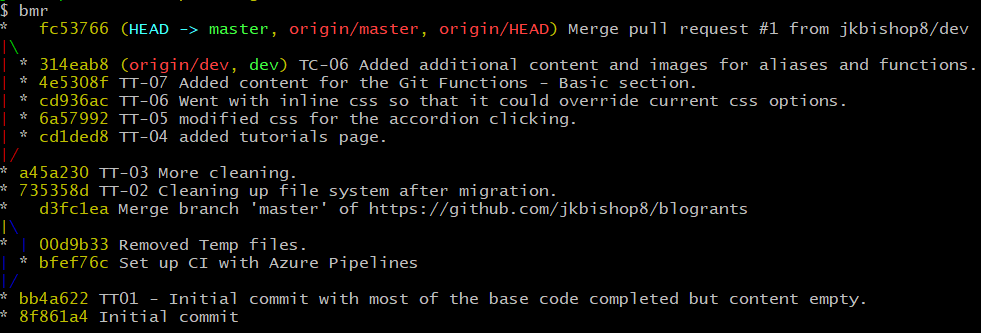 $ bmr
*   fc53766 (HEAD -> master, origin/master, origin/HEAD) Merge pull request #1 from jkbishop8/dev
|\
| * 314eab8 (origin/dev, dev) TC-06 Added additional content and images for aliases and functions.
| * 4e5308f TT-07 Added content for the Git Functions - Basic section.
| * cd936ac TT-06 Went with inline css so that it could override current css options.
| * 6a57992 TT-05 modified css for the accordion clicking.
| * cd1ded8 TT-04 added tutorials page.
|/
* a45a230 TT-03 More cleaning.
* 735358d TT-02 Cleaning up file system after migration.
*   d3fc1ea Merge branch 'master' of https://github.com/jkbishop8/blogrants
|\
* | 00d9b33 Removed Temp files.
| * bfef76c Set up CI with Azure Pipelines
|/
* bb4a622 TT01 - Initial commit with most of the base code completed but content empty.
* 8f861a4 Initial commit